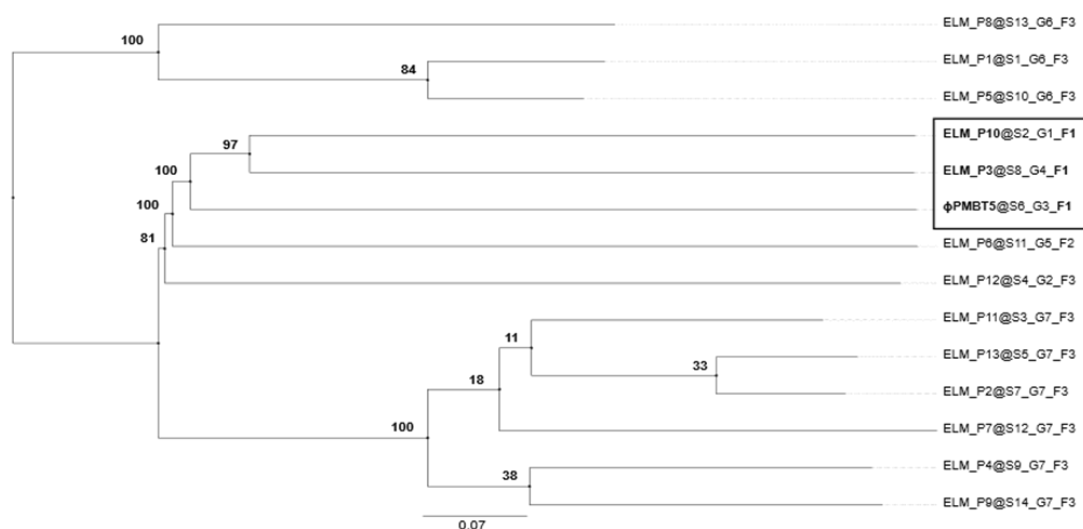 ELM_P8@S13_G6_F3
100
ELM_P1@S1_G6_F3
84
ELM_P5@S10_G6_F3
ELM_P10@S2_G1_F1
97
ELM_P3@S8_G4_F1
100
ϕPMBT5@S6_G3_F1
100
ELM_P6@S11_G5_F2
81
ELM_P12@S4_G2_F3
ELM_P11@S3_G7_F3
11
ELM_P13@S5_G7_F3
33
ELM_P2@S7_G7_F3
18
ELM_P7@S12_G7_F3
100
ELM_P4@S9_G7_F3
38
ELM_P9@S14_G7_F3
0.07